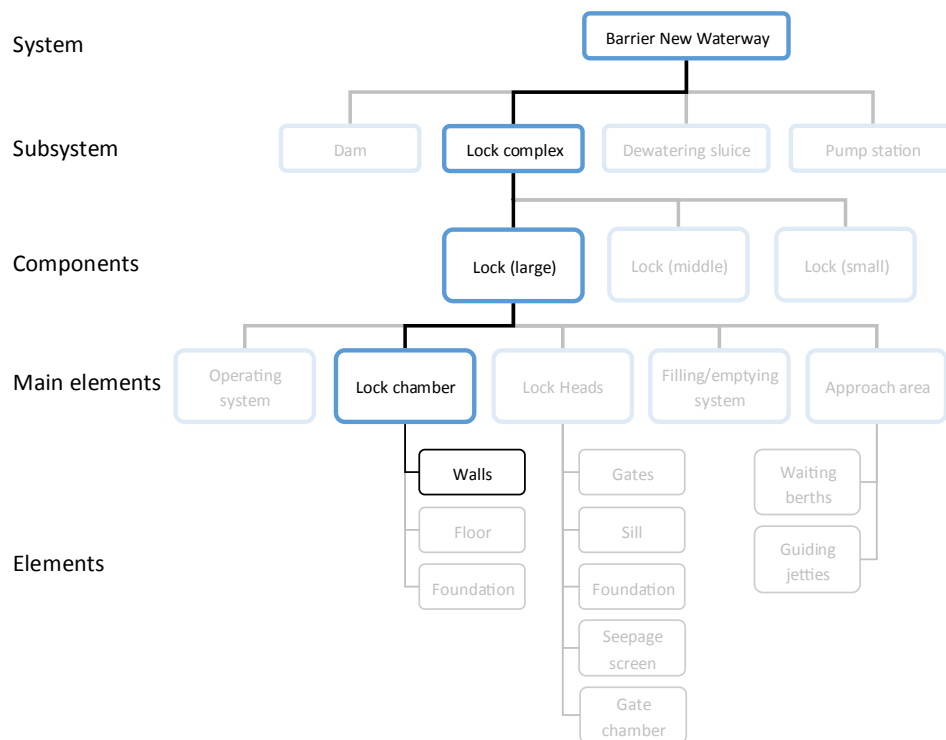 System
Barrier New Waterway
Subsystem
Dam
Lock complex
Dewatering sluice
Pump station
Components
Lock (large)
Lock (middle)
Lock (small)
Main elements
Operating
system
Lock chamber
Lock Heads
Filling/emptying
system
Approach area
Elements
Walls
Floor
Foundation
Gates
Sill
Foundation
Seepage
screen
Gate
chamber
Waiting
berths
Guiding
jetties